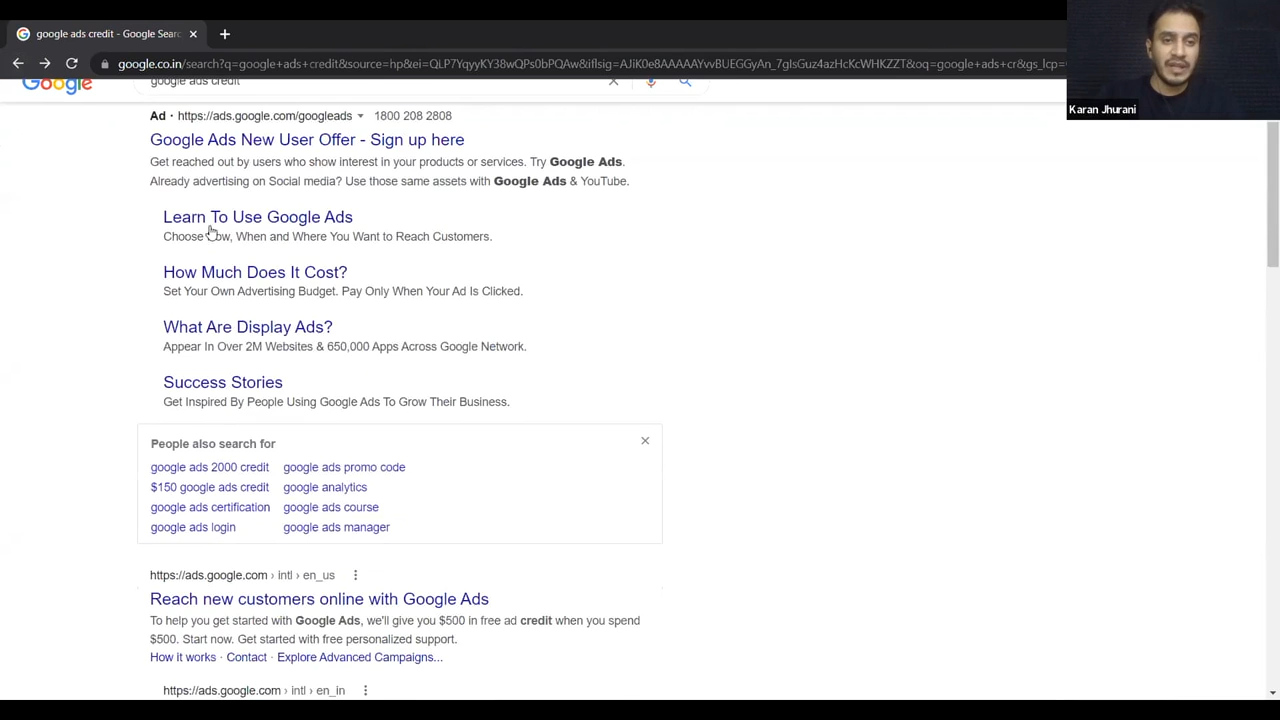 google ads credit - Google Searc
google.co.in/search?q=google+ads+credit&source=hp&ei=QLP7YqyyKY38wQPs0bPQAw&iflsig=AJiK0e8AAAAAYvvBUEGGyAn_7gIsGuz4azHcKcWHKZZT&oq=google+ads+cr&gs_lcp=
Karan Jhurani
Google
google ads credit
Ad · https://ads.google.com/googleads 1800 208 2808
Google Ads New User Offer - Sign up here
Get reached out by users who show interest in your products or services. Try Google Ads.
Already advertising on Social media? Use those same assets with Google Ads & YouTube.
Learn To Use Google Ads
Choose How, When and Where You Want to Reach Customers.
How Much Does It Cost?
Set Your Own Advertising Budget. Pay Only When Your Ad Is Clicked.
What Are Display Ads?
Appear In Over 2M Websites & 650,000 Apps Across Google Network.
Success Stories
Get Inspired By People Using Google Ads To Grow Their Business.
People also search for
google ads 2000 credit google ads promo code
$150 google ads credit google analytics
google ads certification google ads course
google ads login google ads manager
https://ads.google.com › intl › en_us
Reach new customers online with Google Ads
To help you get started with Google Ads, we'll give you $500 in free ad credit when you spend
$500. Start now. Get started with free personalized support.
How it works · Contact · Explore Advanced Campaigns...
https://ads.google.com › intl › en_in